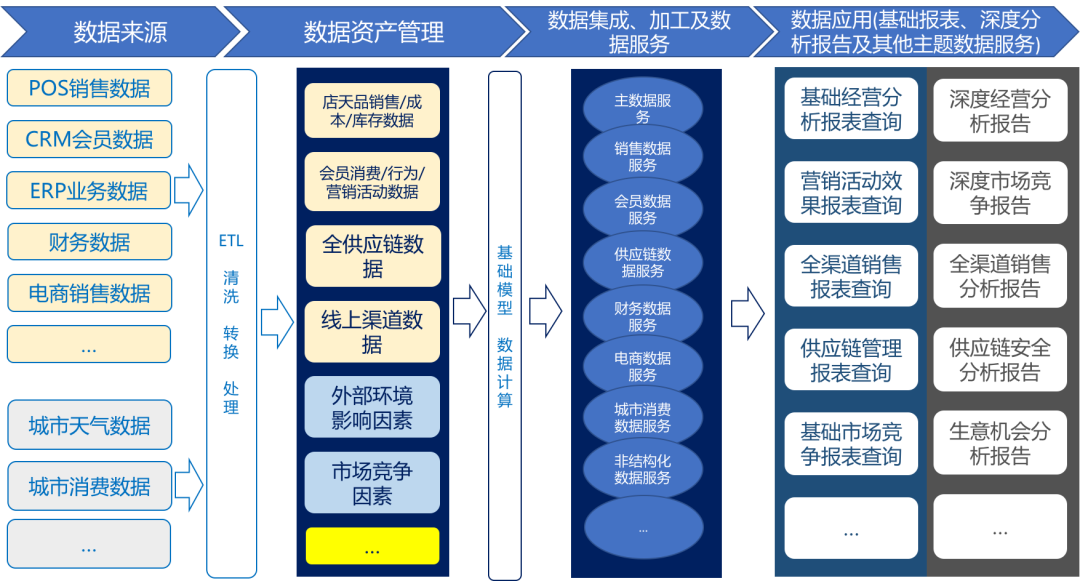 数据来源
数据资产管理
数据集成、加工及数
据服务
数据应用(基础报表、深度分
析报告及其他主题数据服务)
POS销售数据
CRM会员数据
ERP业务数据
财务数据
电商销售数据
...
城市天气数据
城市消费数据
...
ETL
清洗
转换
处理
店天品销售/成
本/库存数据
会员消费/行为/
营销活动数据
全供应链数
据
线上渠道数
据
外部环境
影响因素
市场竞争
因素
...
基础模型
数据计算
主数据服
务
销售数据
服务
会员数据
服务
供应链数
据服务
财务数据
服务
电商数据
服务
城市消费
数据服务
非结构化
数据服务
...
基础经营分
析报表查询
营销活动效
果报表查询
全渠道销售
报表查询
供应链管理
报表查询
基础市场竞
争报表查询
...
深度经营分
析报告
深度市场竞
争报告
全渠道销售
分析报告
供应链安全
分析报告
生意机会分
析报告
...